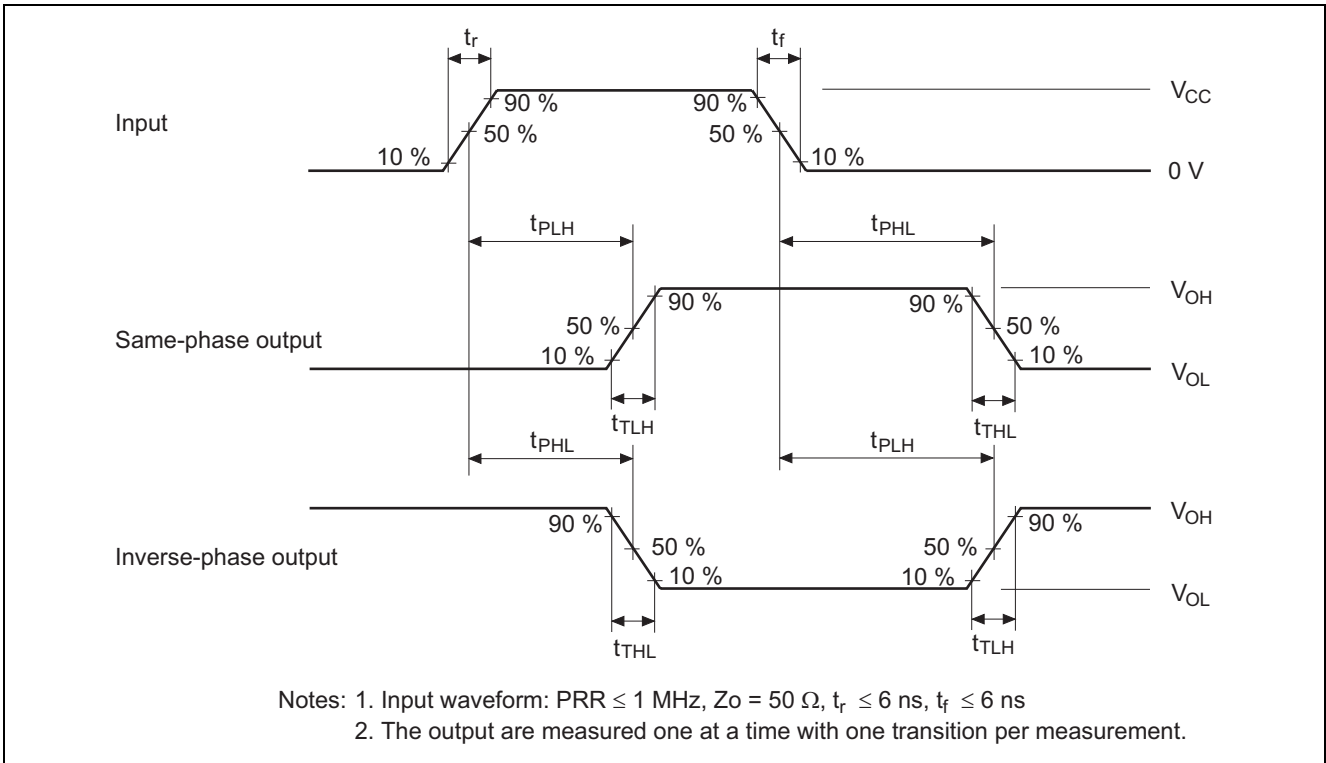 tr tf
90 % 90 % VCC
Input 50 % 50 %
10 % 10 % 0 V
tPLH tPHL
90 % 90 % VOH
Same-phase output 50 % 50 %
10 % 10 % VOL
tTLH tTHL
tPHL tPLH
90 % 90 % VOH
Inverse-phase output 50 % 50 %
10 % 10 % VOL
tTHL tTLH
Notes: 1. Input waveform: PRR ≤ 1 MHz, Zo = 50 Ω, tr ≤ 6 ns, tf ≤ 6 ns
2. The output are measured one at a time with one transition per measurement.